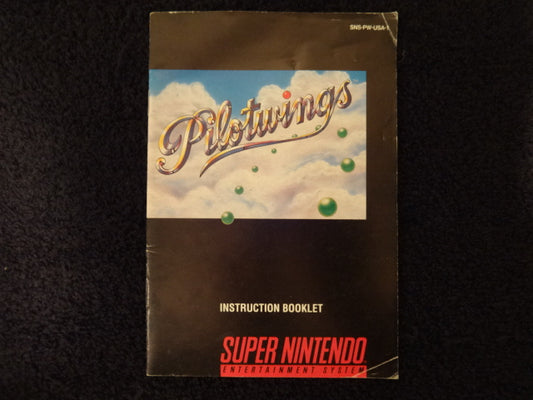 SNS-PW-USA-1
Pilotwings
INSTRUCTION BOOKLET
SUPER NINTENDO
ENTERTAINMENT SYSTEM